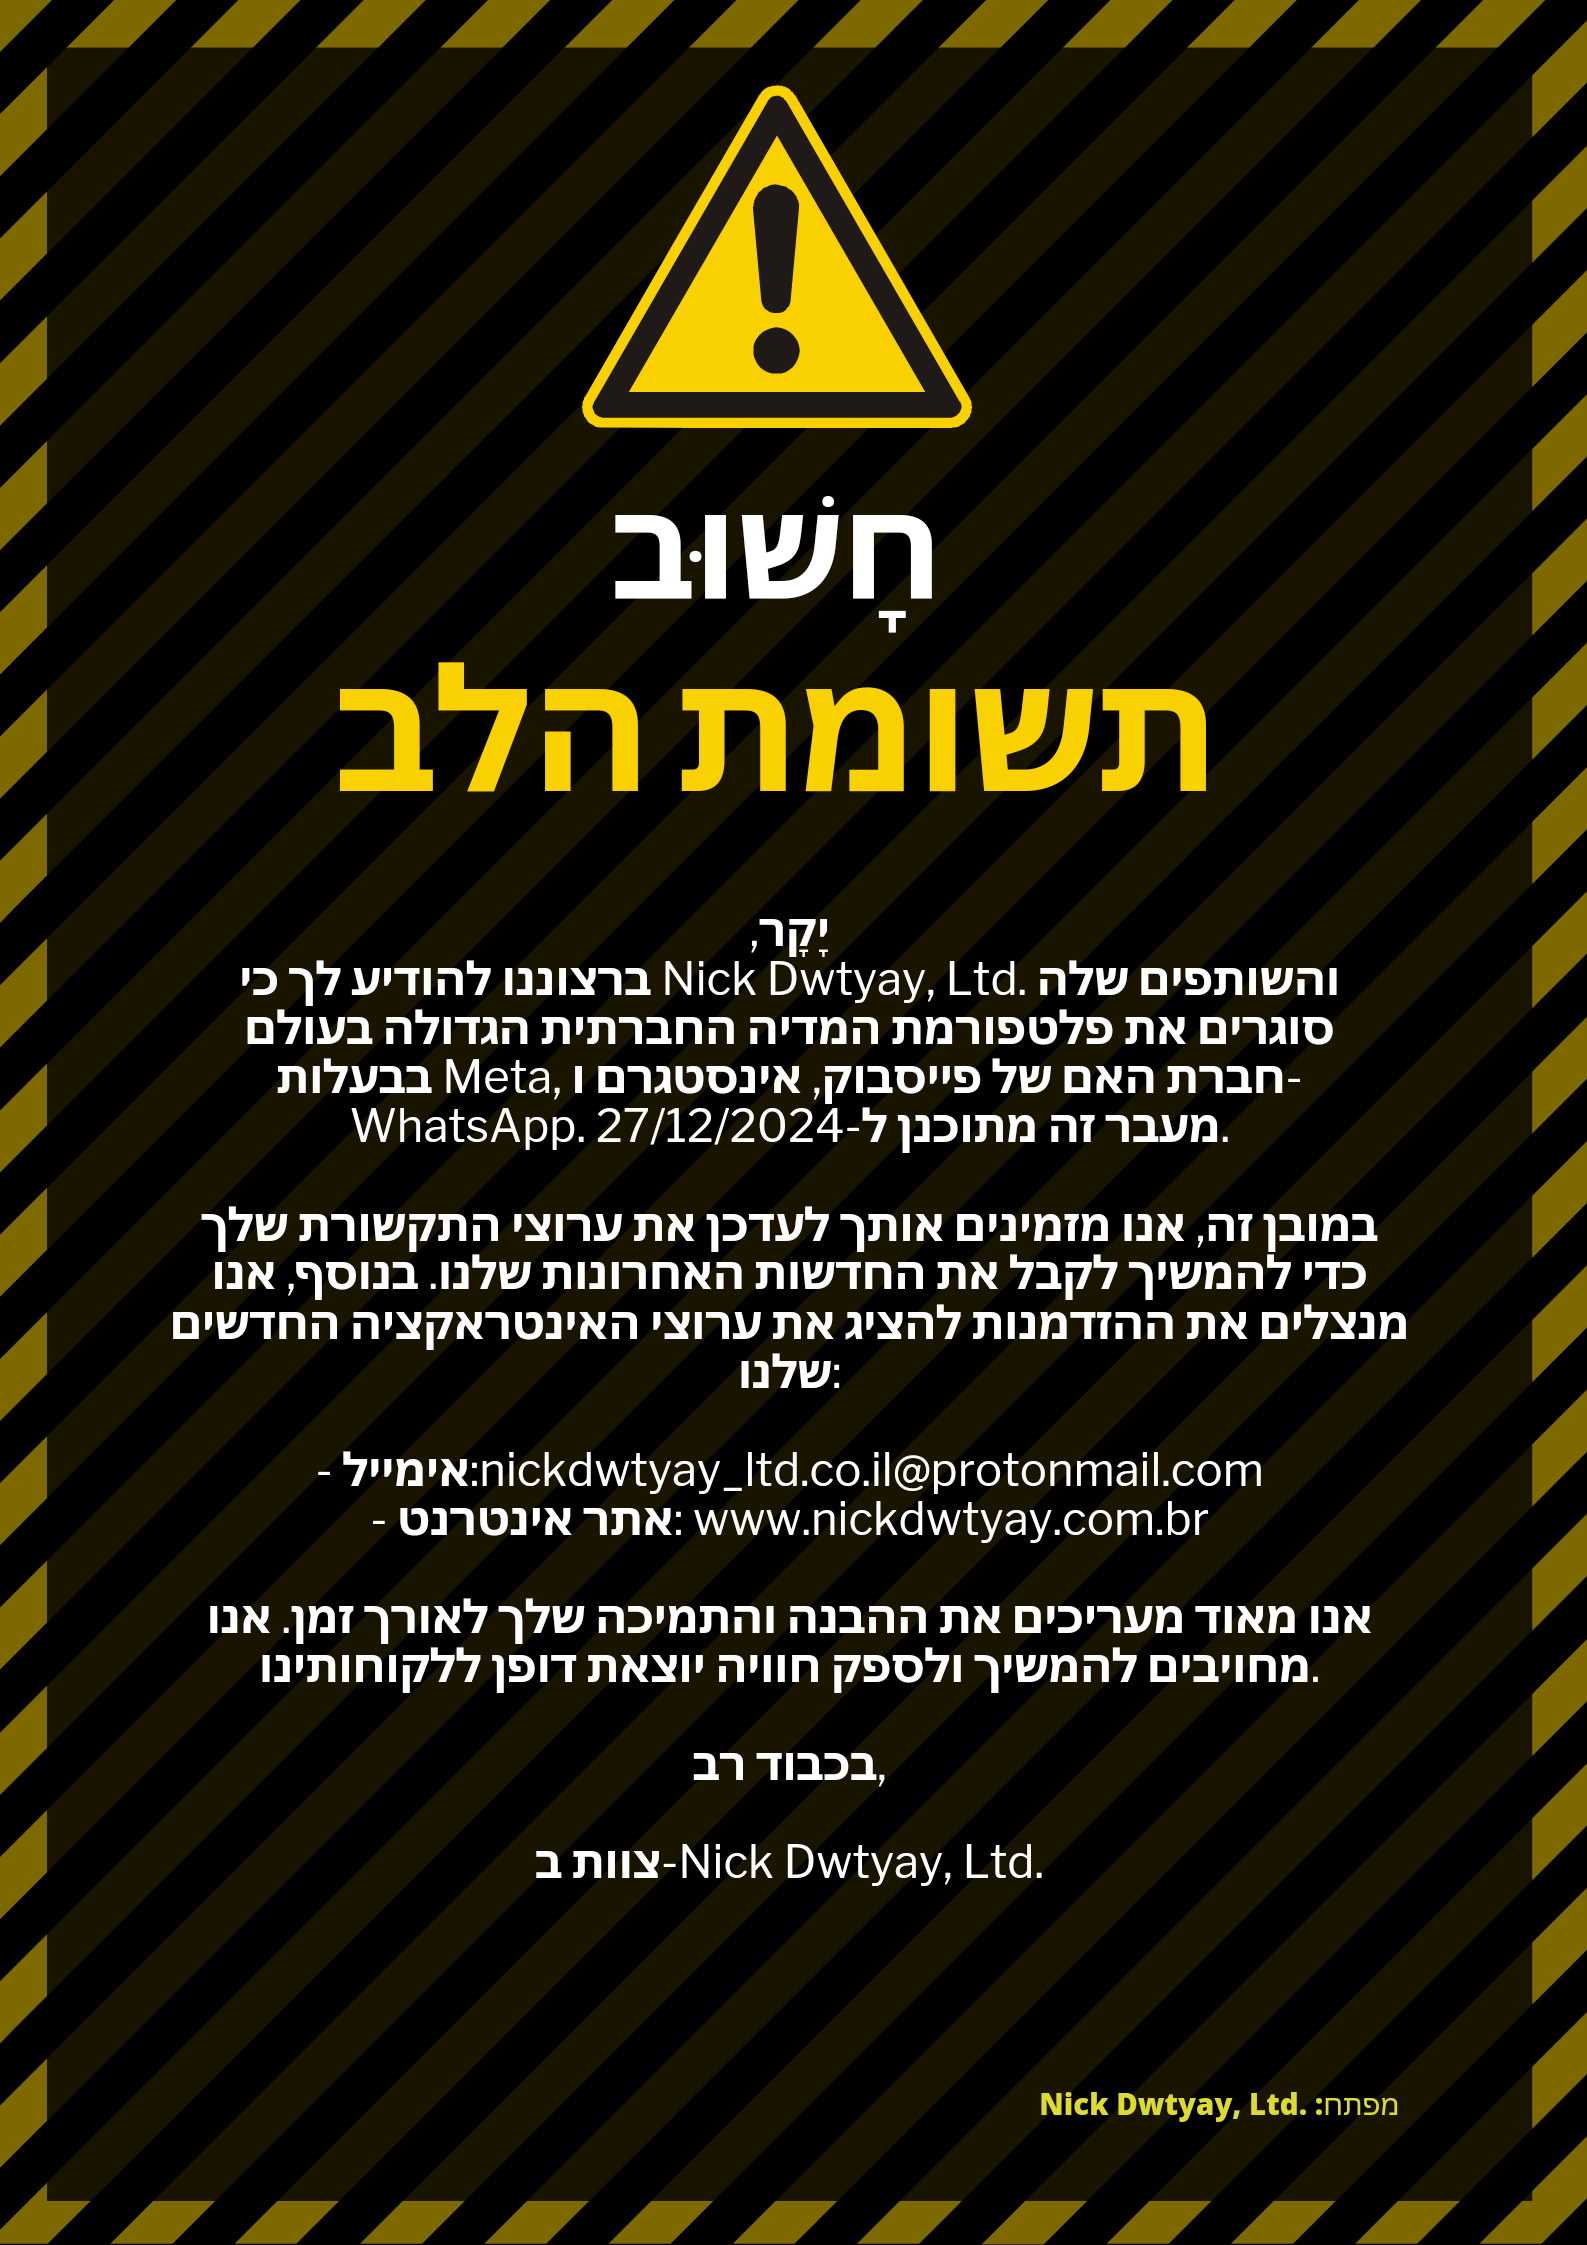 חָשׁוּב
תשומת הלב
יָקָר,
ברצוננו להודיע לך כי Nick Dwtyay, Ltd. והשותפים שלה
סוגרים את פלטפורמת המדיה החברתית הגדולה בעולם
בבעלות Meta, חברת האם של פייסבוק, אינסטגרם ו-
WhatsApp. מעבר זה מתוכנן ל-27/12/2024.
במובן זה, אנו מזמינים אותך לעדכן את ערוצי התקשורת שלך
כדי להמשיך לקבל את החדשות האחרונות שלנו. בנוסף, אנו
מנצלים את ההזדמנות להציג את ערוצי האינטראקציה החדשים
שלנו:
- אימייל:nickdwtyay_ltd.co.il@protonmail.com
- אתר אינטרנט: www.nickdwtyay.com.br
אנו מאוד מעריכים את ההבנה והתמיכה שלך לאורך זמן. אנו
מחויבים להמשיך ולספק חוויה יוצאת דופן ללקוחותינו.
בכבוד רב,
צוות ב-Nick Dwtyay, Ltd.
מפתח: Nick Dwtyay, Ltd.